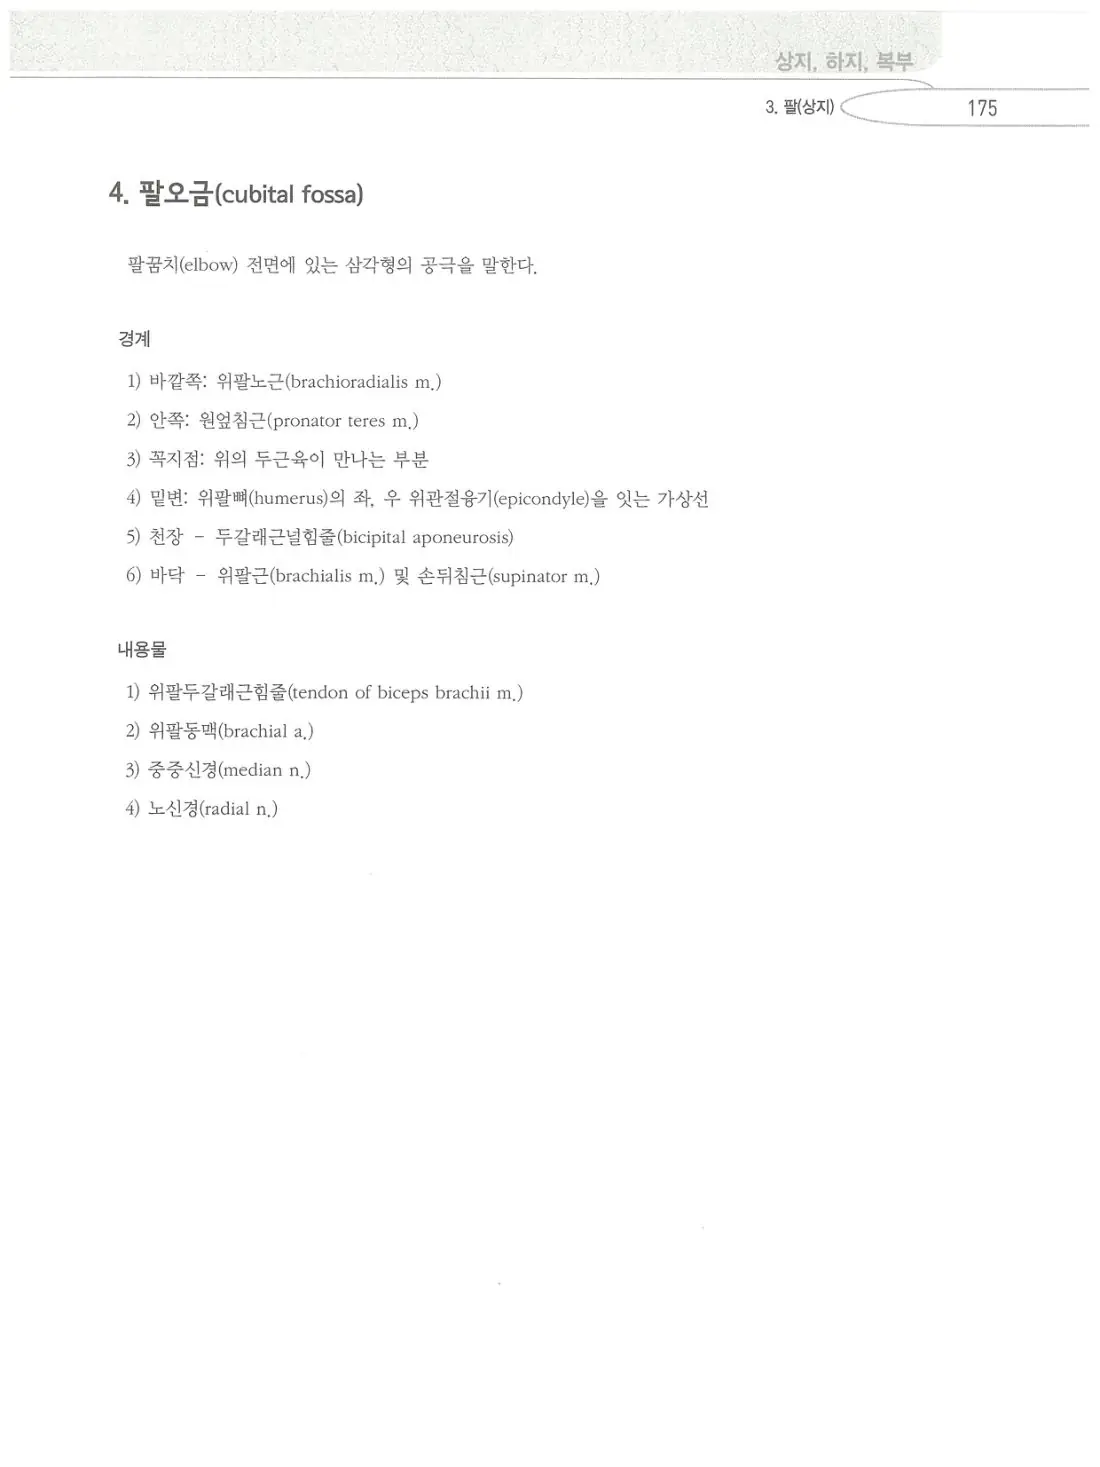 상지, 하지, 복부
3. 팔(상지)
175
4. 팔오금(cubital fossa)
팔꿈치(elbow) 전면에 있는 삼각형의 공극을 말한다.
경계
1) 바깥쪽: 위팔노근(brachioradialis m.)
2) 안쪽: 원엎침근(pronator teres m.)
3) 꼭지점: 위의 두근육이 만나는 부분
4) 밑변: 위팔뼈(humerus)의 좌, 우 위관절융기(epicondyle)을 잇는 가상선
5) 천장 - 두갈래근널힘줄(bicipital aponeurosis)
6) 바닥 - 위팔근(brachialis m.) 및 손뒤침근(supinator m.)
내용물
1) 위팔두갈래근힘줄(tendon of biceps brachii m.)
2) 위팔동맥(brachial a.)
3) 중중신경(median n.)
4) 노신경(radial n.)